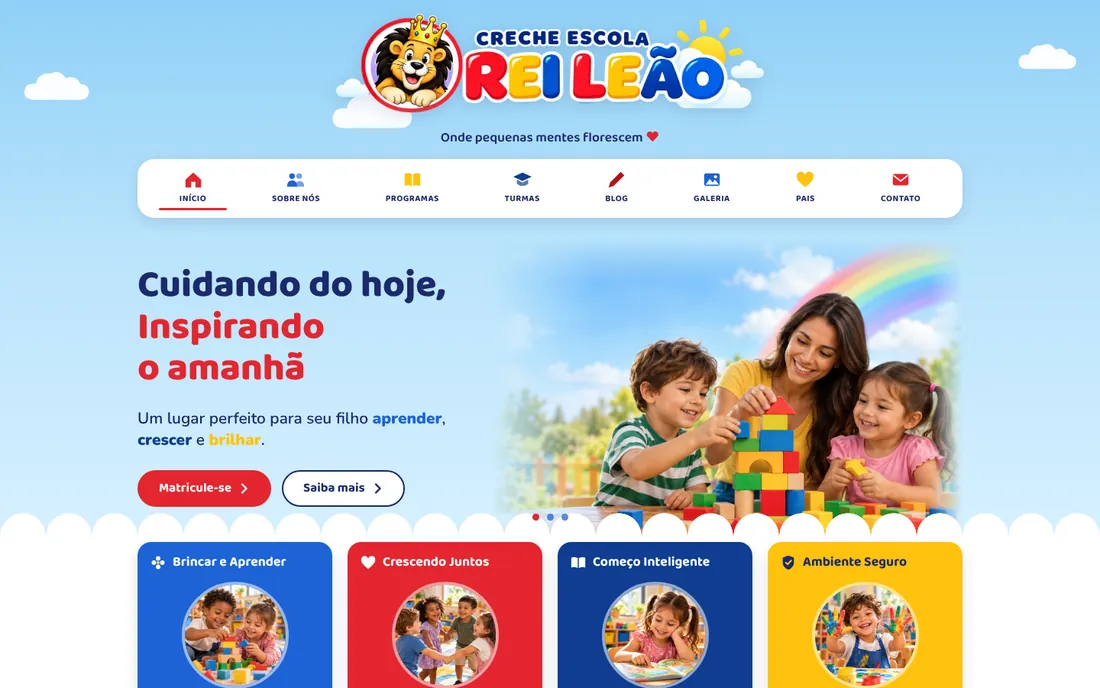 CRECHE ESCOLA
REI LEÃO
Onde pequenas mentes florescem
INÍCIO
SOBRE NÓS
PROGRAMAS
TURMAS
BLOG
GALERIA
PAIS
CONTATO
Cuidando do hoje,
Inspirando
o amanhã
Um lugar perfeito para seu filho aprender,
crescer e brilhar.
Matricule-se
Saiba mais
Brincar e Aprender
Crescendo Juntos
Começo Inteligente
Ambiente Seguro